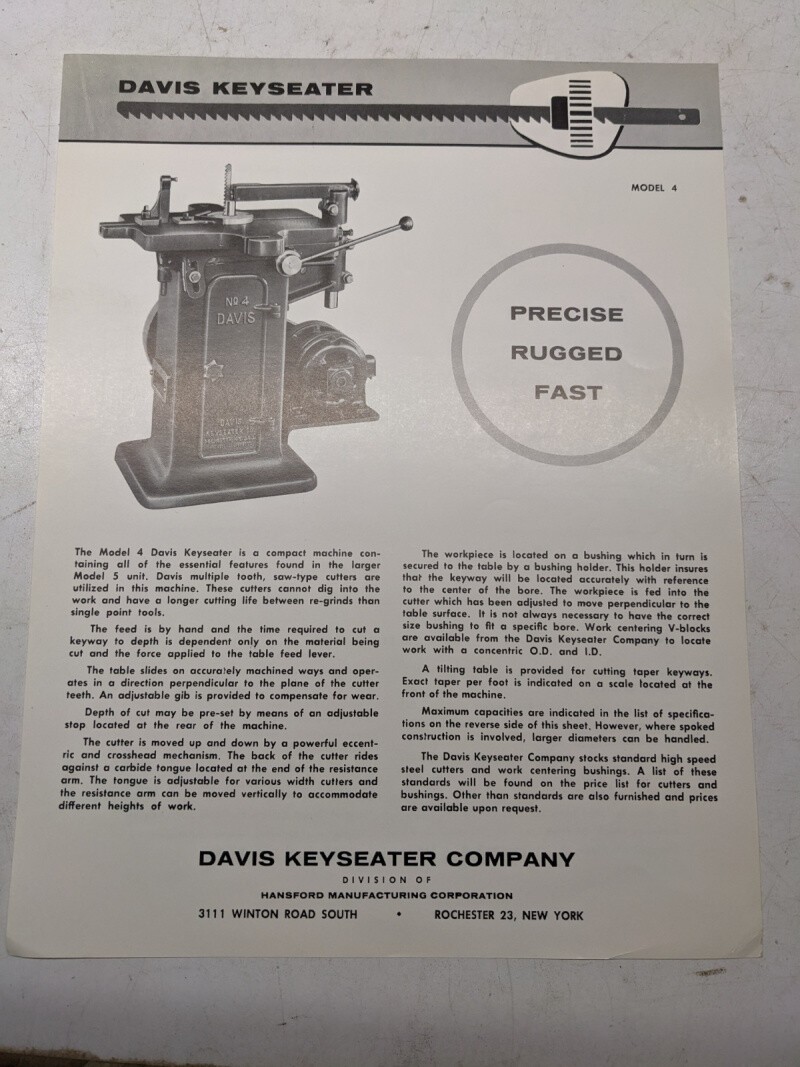 DAVIS KEYSEATER
MODEL 4
No 4
DAVIS
PRECISE
RUGGED
FAST
DAVIS
KEYSEATER CO.
The Model 4 Davis Keyseater is a compact machine con-
taining all of the essential features found in the larger
Model 5 unit. Davis multiple tooth, saw-type cutters are
utilized in this machine. These cutters cannot dig into the
work and have a longer cutting life between re-grinds than
single point tools.
The feed is by hand and the time required to cut a
keyway to depth is dependent only on the material being
cut and the force applied to the table feed lever.
The table slides on accurately machined ways and oper-
ates in a direction perpendicular to the plane of the cutter
teeth. An adjustable gib is provided to compensate for wear.
Depth of cut may be pre-set by means of an adjustable
stop located at the rear of the machine.
The cutter is moved up and down by a powerful eccent-
ric and crosshead mechanism. The back of the cutter rides
against a carbide tongue located at the end of the resistance
arm. The tongue is adjustable for various width cutters and
the resistance arm can be moved vertically to accommodate
different heights of work.
The workpiece is located on a bushing which in turn is
secured to the table by a bushing holder. This holder insures
that the keyway will be located accurately with reference
to the center of the bore. The workpiece is fed into the
cutter which has been adjusted to move perpendicular to the
table surface. It is not always necessary to have the correct
size bushing to fit a specific bore. Work centering V-blocks
are available from the Davis Keyseater Company to locate
work with a concentric O.D. and I.D.
A tilting table is provided for cutting taper keyways.
Exact taper per foot is indicated on a scale located at the
front of the machine.
Maximum capacities are indicated in the list of specifica-
tions on the reverse side of this sheet. However, where spoked
construction is involved, larger diameters can be handled.
The Davis Keyseater Company stocks standard high speed
steel cutters and work centering bushings. A list of these
standards will be found on the price list for cutters and
bushings. Other than standards are also furnished and prices
are available upon request.
DAVIS KEYSEATER COMPANY
DIVISION OF
HANSFORD MANUFACTURING CORPORATION
3111 WINTON ROAD SOUTH • ROCHESTER 23, NEW YORK